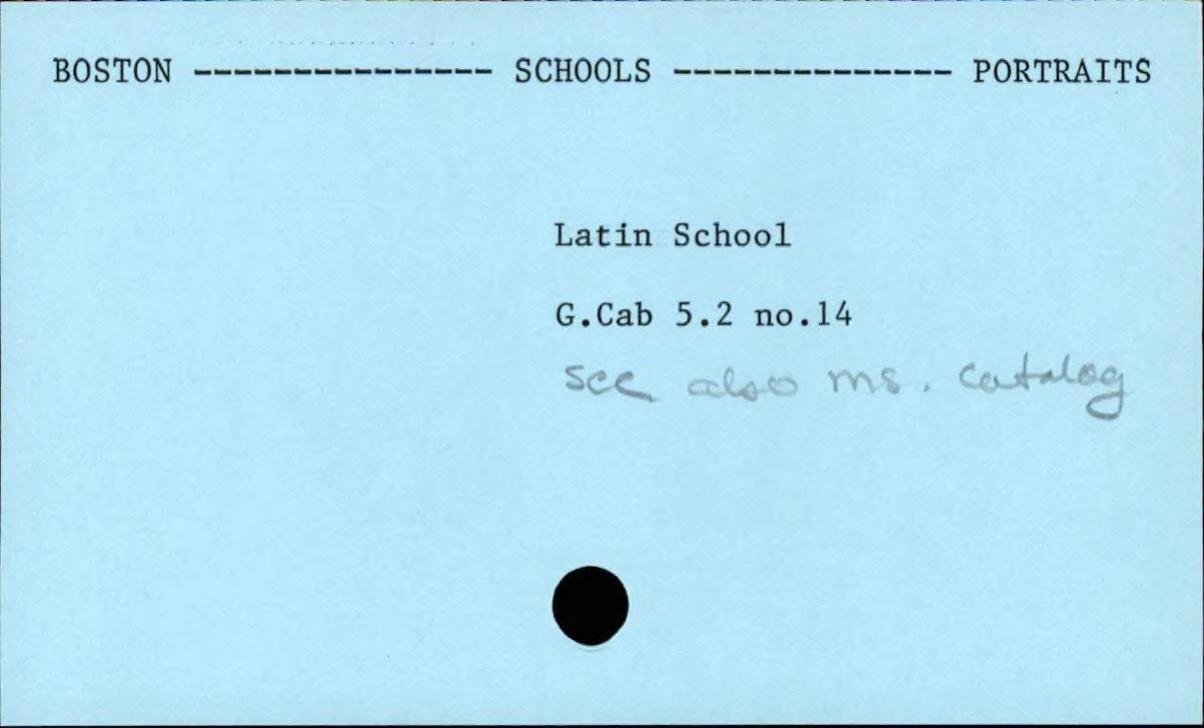 BOSTON --------------- SCHOOLS -------------- PORTRAITS
Latin School
G.Cab 5.2 no.14
see also ms. catalog